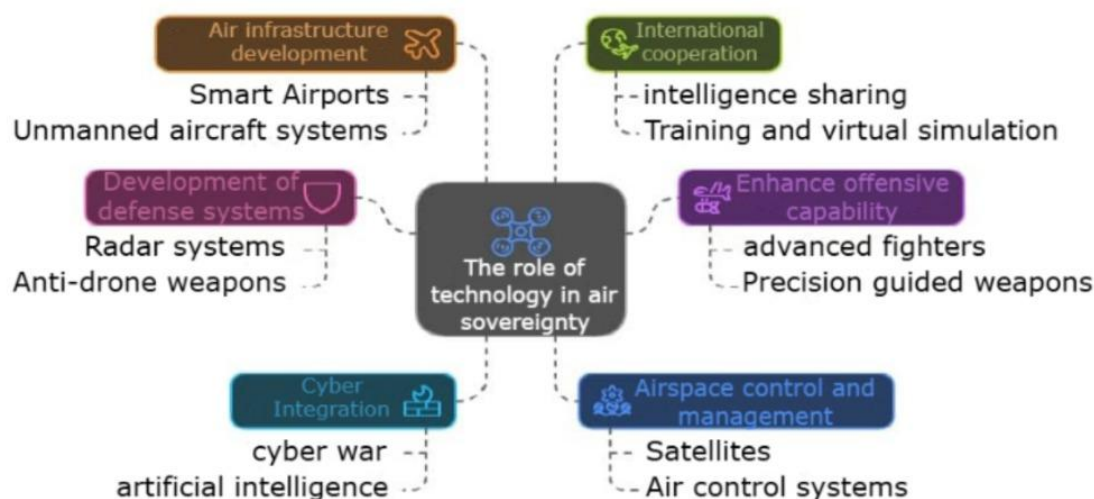 Air infrastructure
development
Smart Airports
Unmanned aircraft systems
International
cooperation
intelligence sharing
Training and virtual simulation
Development of
defense systems
Radar systems
Anti-drone weapons
The role of
technology in air
sovereignty
Enhance offensive
capability
advanced fighters
Precision guided weapons
Cyber
Integration
cyber war
artificial intelligence
Airspace control and
management
Satellites
Air control systems